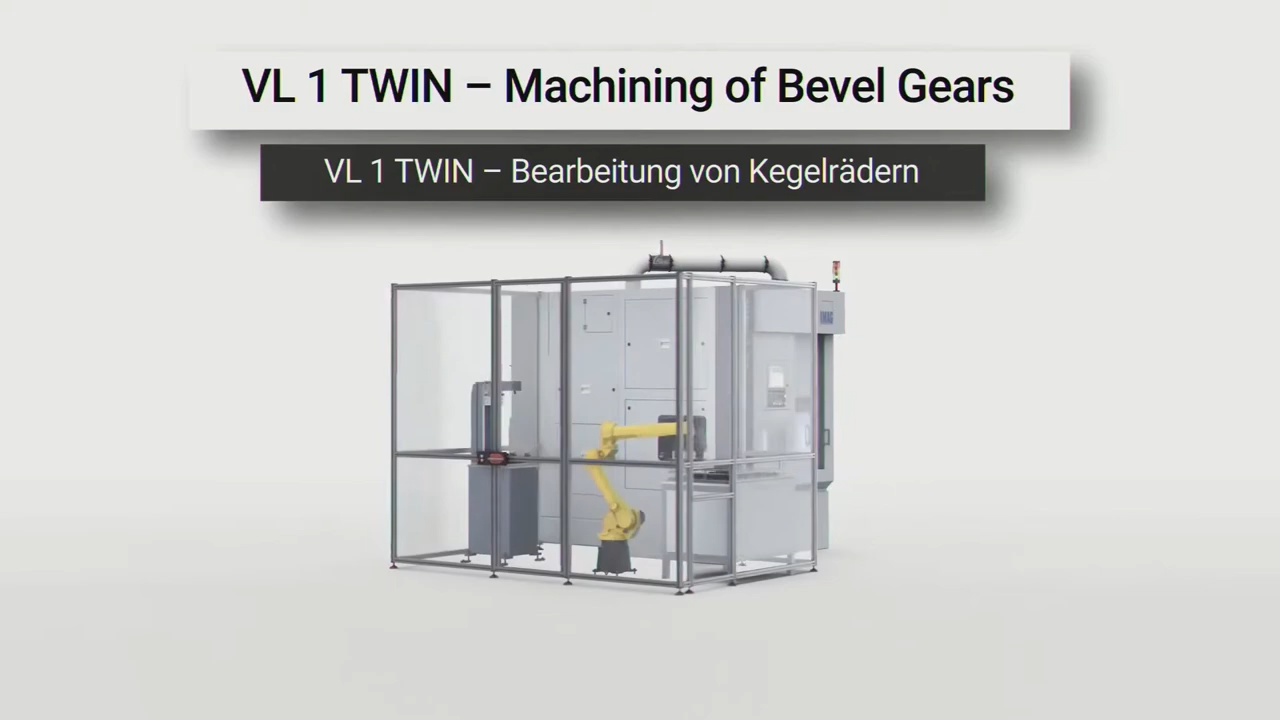 VL 1 TWIN – Machining of Bevel Gears
VL 1 TWIN – Bearbeitung von Kegelrädern